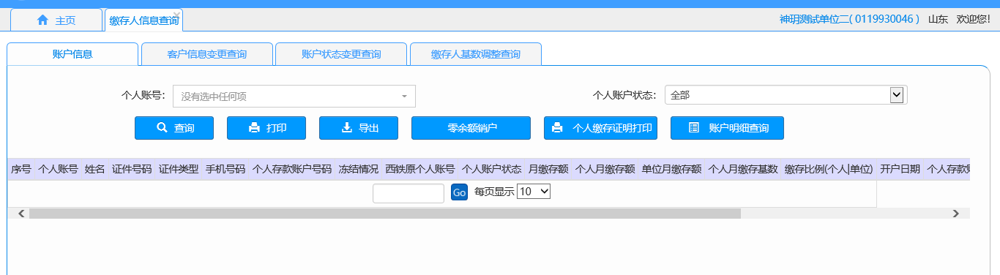 主页 缴存人信息查询 神玥测试单位二( 0119930046 ) 山东 欢迎您!
账户信息 客户信息变更查询 账户状态变更查询 缴存人基数调整查询
个人账号: 没有选中任何项 个人账户状态: 全部
查询 打印 导出 零余额销户 个人缴存证明打印 账户明细查询
序号 个人账号 姓名 证件号码 证件类型 手机号码 个人存款账户号码 冻结情况 西铁原个人账号 个人账户状态 月缴存额 个人月缴存额 单位月缴存额 个人月缴存基数 缴存比例(个人|单位) 开户日期 个人存款
Go 每页显示 10